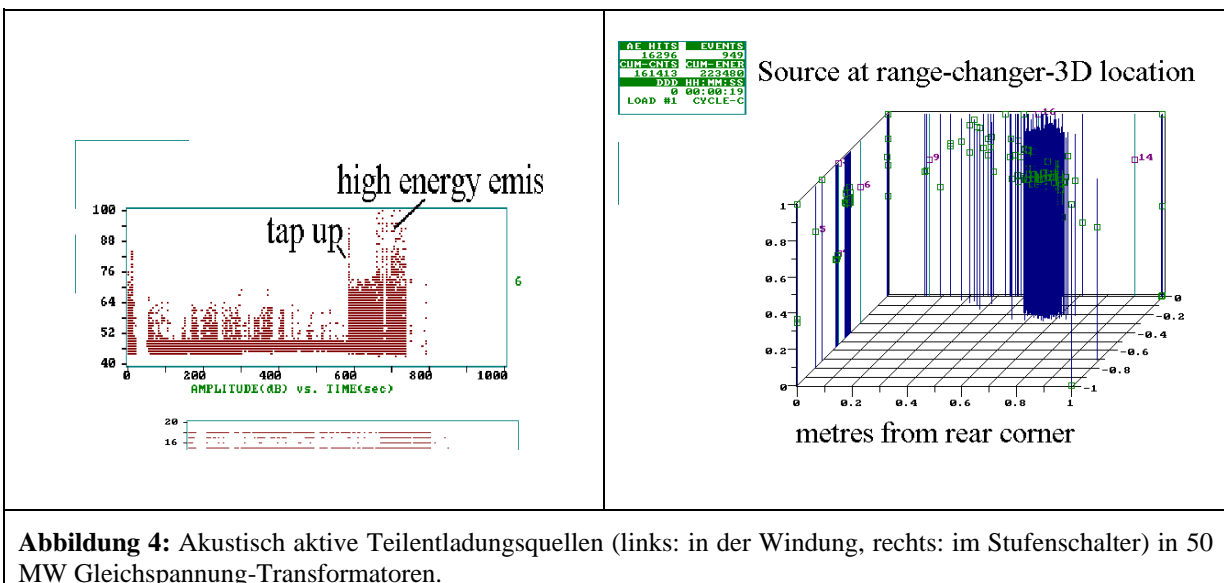 high energy emis
tap up
100
88
76
64
52
40
6
0 200 400 600 800 1000
AMPLITUDE(dB) vs. TIME(sec)
20
16
AE HITS EVENTS
16296 949
CUM-CNTS CUM-ENER
161413 223480
DDD HH:MM:SS
0 00:00:19
LOAD #1 CYCLE-C
Source at range-changer-3D location
16
9
14
6
5
1
0.8
0.6
0.4
0.2
0
0
-0.2
-0.4
-0.6
-0.8
-1
0 0.2 0.4 0.6 0.8 1
metres from rear corner
Abbildung 4: Akustisch aktive Teilentladungsquellen (links: in der Windung, rechts: im Stufenschalter) in 50
MW Gleichspannung-Transformatoren.